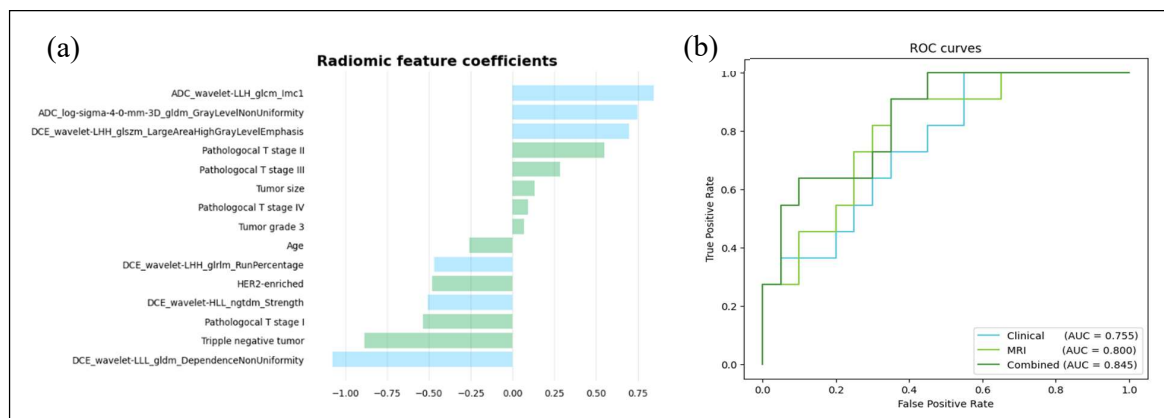 (a)
Radiomic feature coefficients
ADC_wavelet-LLH_glcm_Imc1
ADC_log-sigma-4-0-mm-3D_gldm_GrayLevelNonUniformity
DCE_wavelet-LHH_glszm_LargeAreaHighGrayLevelEmphasis
Pathologocal T stage II
Pathologocal T stage III
Tumor size
Pathologocal T stage IV
Tumor grade 3
Age
DCE_wavelet-LHH_glrlm_RunPercentage
HER2-enriched
DCE_wavelet-HLL_ngtdm_Strength
Pathologocal T stage I
Tripple negative tumor
DCE_wavelet-LLL_gldm_DependenceNonUniformity
−1.00 −0.75 −0.50 −0.25 0.00 0.25 0.50 0.75
(b)
ROC curves
1.0
0.8
0.6
0.4
0.2
0.0
True Positive Rate
Clinical (AUC = 0.755)
MRI (AUC = 0.800)
Combined (AUC = 0.845)
0.0 0.2 0.4 0.6 0.8 1.0
False Positive Rate